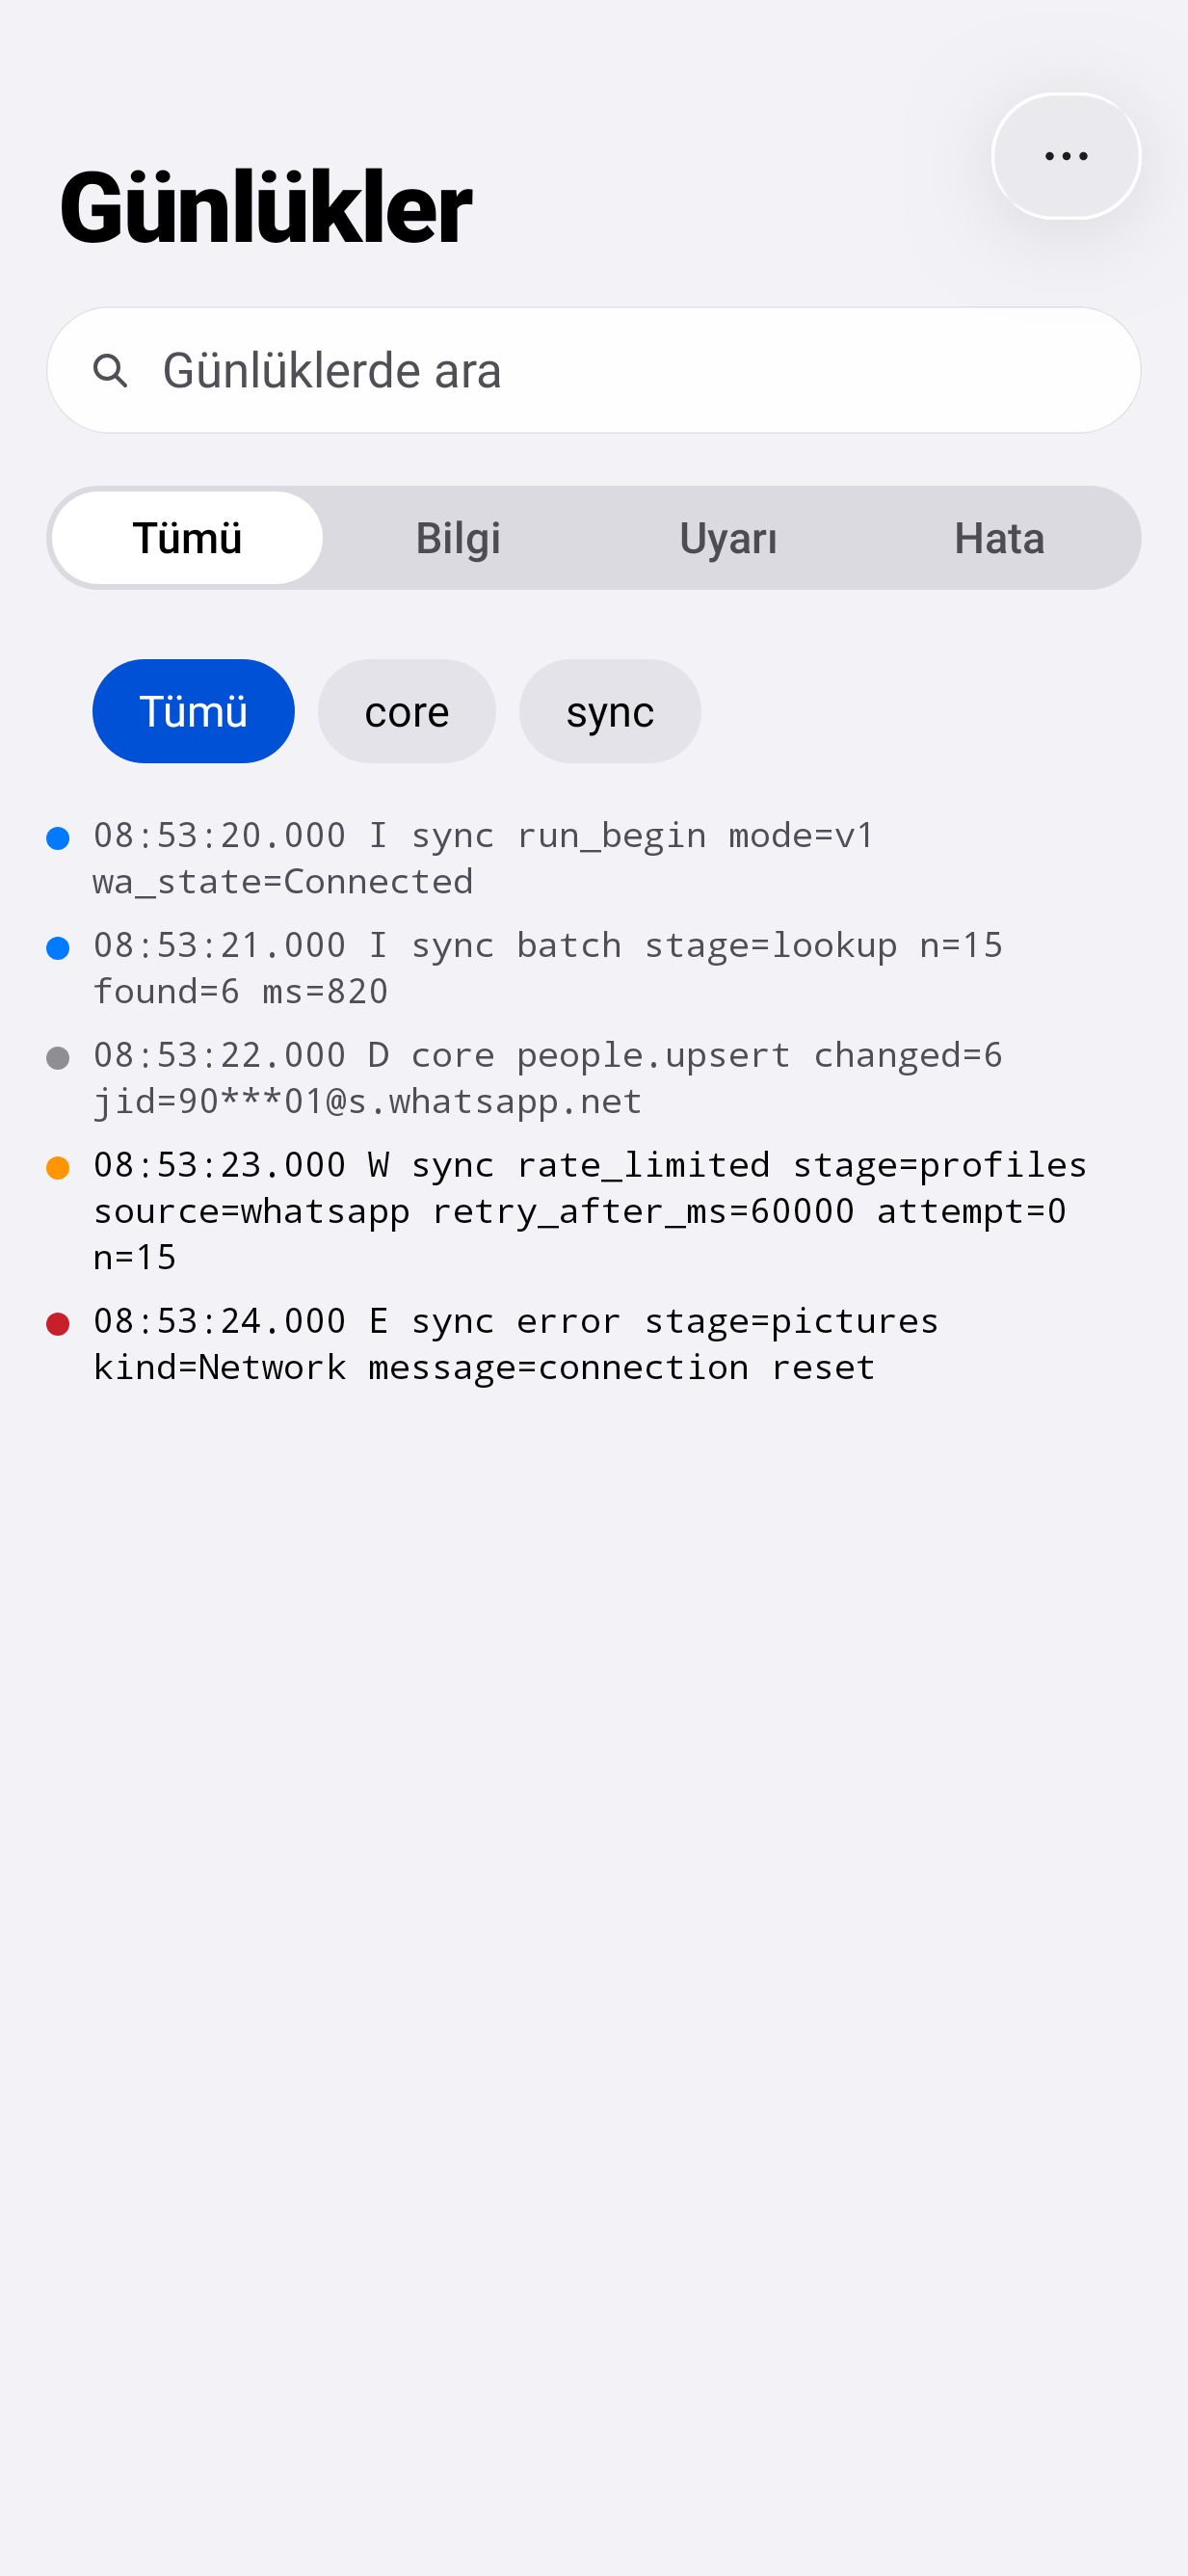 Günlükler
Günlüklerde ara
Tümü Bilgi Uyarı Hata
Tümü core sync
08:53:20.000 I sync run_begin mode=v1
wa_state=Connected
08:53:21.000 I sync batch stage=lookup n=15
found=6 ms=820
08:53:22.000 D core people.upsert changed=6
jid=90***01@s.whatsapp.net
08:53:23.000 W sync rate_limited stage=profiles
source=whatsapp retry_after_ms=60000 attempt=0
n=15
08:53:24.000 E sync error stage=pictures
kind=Network message=connection reset